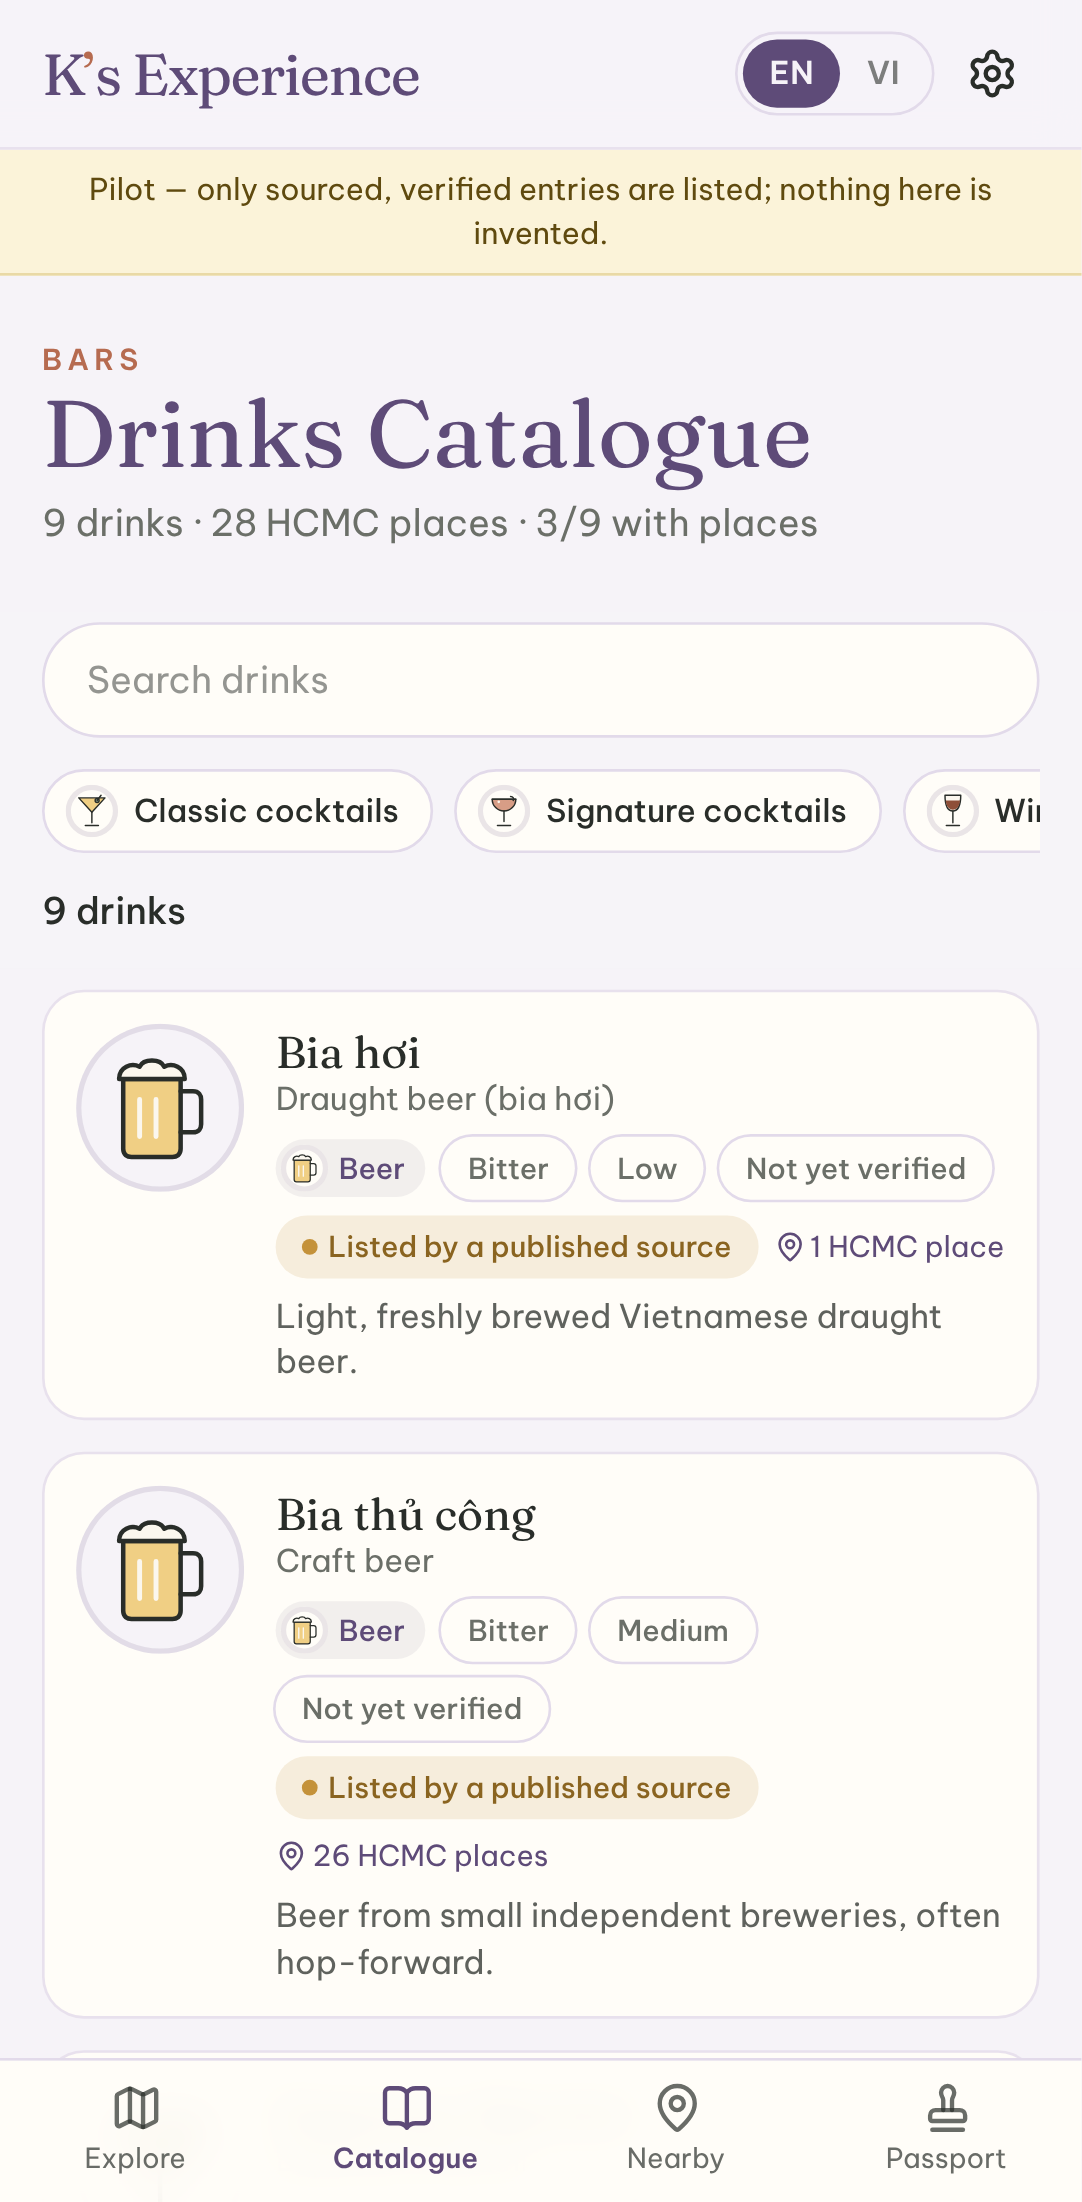 K's Experience
EN VI
Pilot — only sourced, verified entries are listed; nothing here is
invented.
BARS
Drinks Catalogue
9 drinks · 28 HCMC places · 3/9 with places
Search drinks
Classic cocktails Signature cocktails
9 drinks
Bia hơi
Draught beer (bia hơi)
Beer Bitter Low Not yet verified
Listed by a published source 1 HCMC place
Light, freshly brewed Vietnamese draught
beer.
Bia thủ công
Craft beer
Beer Bitter Medium
Not yet verified
Listed by a published source
26 HCMC places
Beer from small independent breweries, often
hop-forward.
Explore Catalogue Nearby Passport